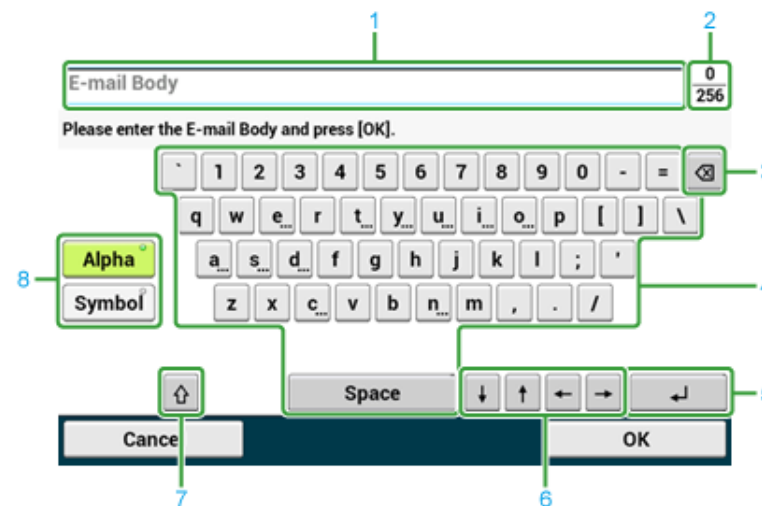 1 2
E-mail Body 0
256
Please enter the E-mail Body and press [OK].
` 1 2 3 4 5 6 7 8 9 0 - =
q w e... r t... y... u... i... o... p [ ] \
8 Alpha a... s... d... f g h j k l ; '
Symbol z x c... v b n... m , . /
Space ↓ ↑ ← →
Cancel OK
7 6